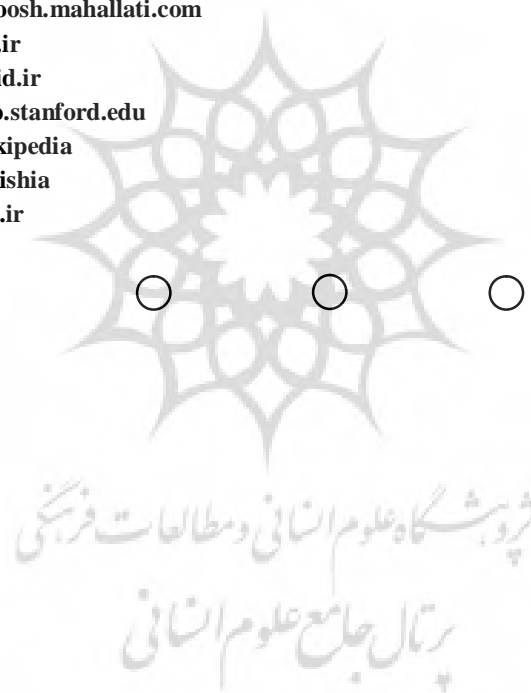 oosh.mahallati.com
.ir
id.ir
o.stanford.edu
kipedia
ishia
.ir
پژوهشگاه علوم انسانی و مطالعات فرهنگی
پرتال جامع علوم انسانی